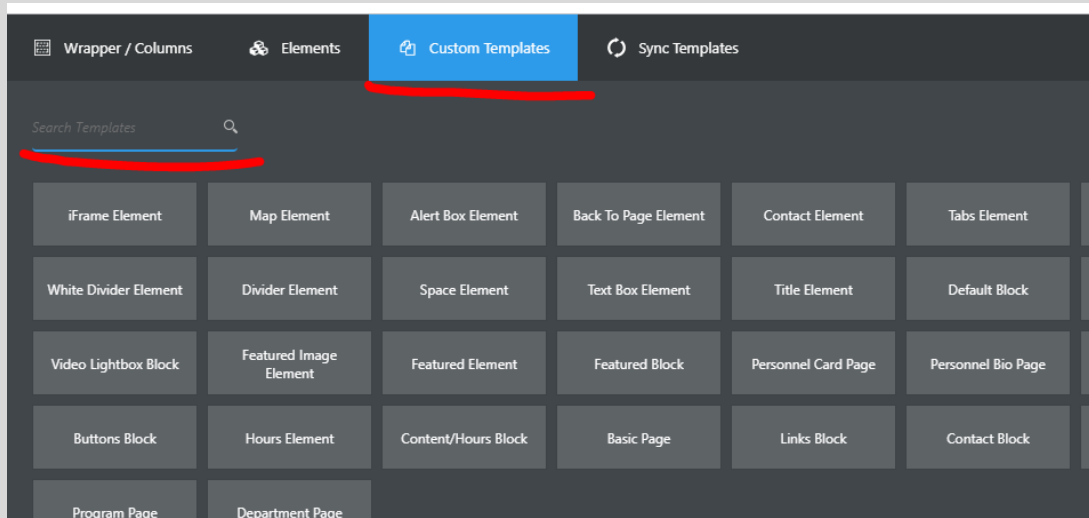 Wrapper / Columns
Elements
Custom Templates
Sync Templates
Search Templates
iFrame Element
Map Element
Alert Box Element
Back To Page Element
Contact Element
Tabs Element
White Divider Element
Divider Element
Space Element
Text Box Element
Title Element
Default Block
Video Lightbox Block
Featured Image
Element
Featured Element
Featured Block
Personnel Card Page
Personnel Bio Page
Buttons Block
Hours Element
Content/Hours Block
Basic Page
Links Block
Contact Block
Program Page
Department Page